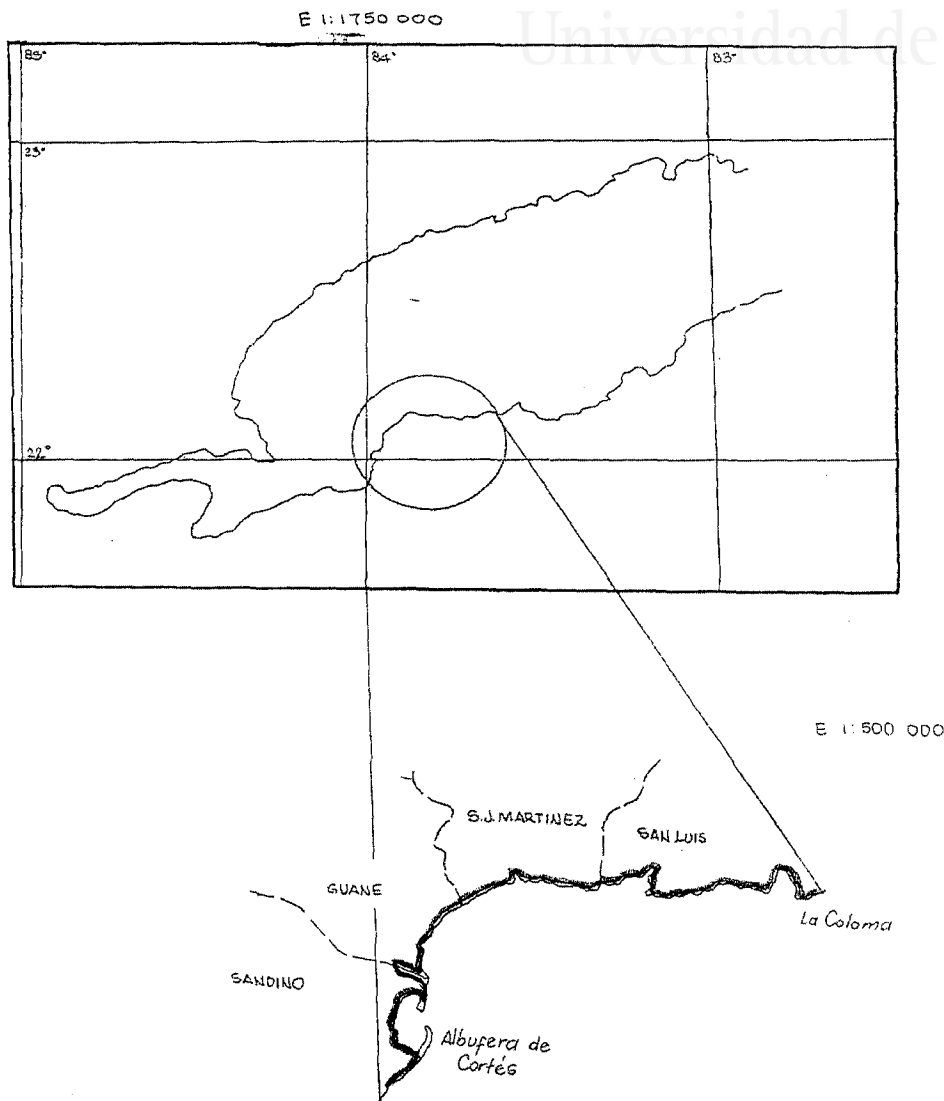 Universidad de
E 1:1750 000
85°
84°
83°
23°
22°
E 1:500 000
S.J. MARTINEZ
SAN LUIS
GUANE
La Coloma
SANDINO
Albufera de
Cortés